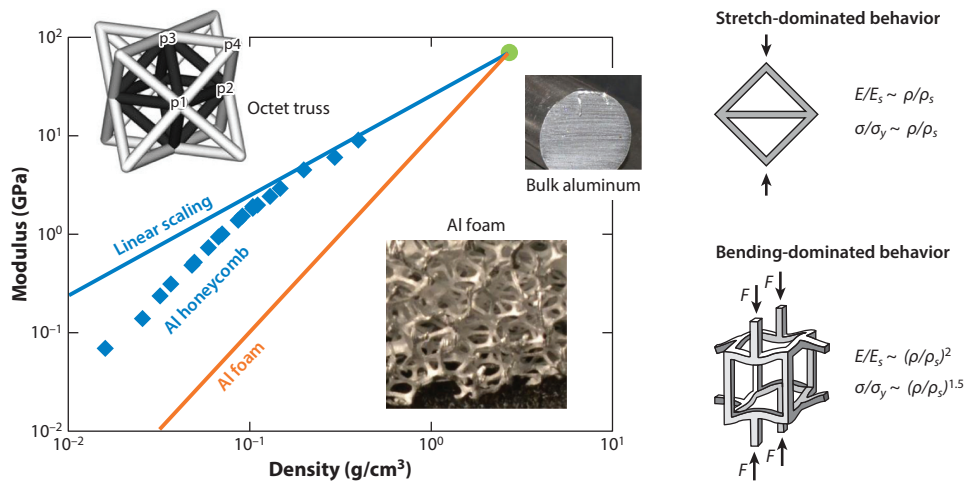 Modulus (GPa)
10²
10¹
10⁰
10⁻¹
10⁻²
10⁻²
10⁻¹
10⁰
10¹
Density (g/cm³)
p3
p4
p2
p1
Octet truss
Linear scaling
Al honeycomb
Al foam
Bulk aluminum
Al foam
Stretch-dominated behavior
E/Eₛ ~ ρ/ρₛ
σ/σᵧ ~ ρ/ρₛ
Bending-dominated behavior
F
F
E/Eₛ ~ (ρ/ρₛ)²
σ/σᵧ ~ (ρ/ρₛ)¹·⁵
F
F